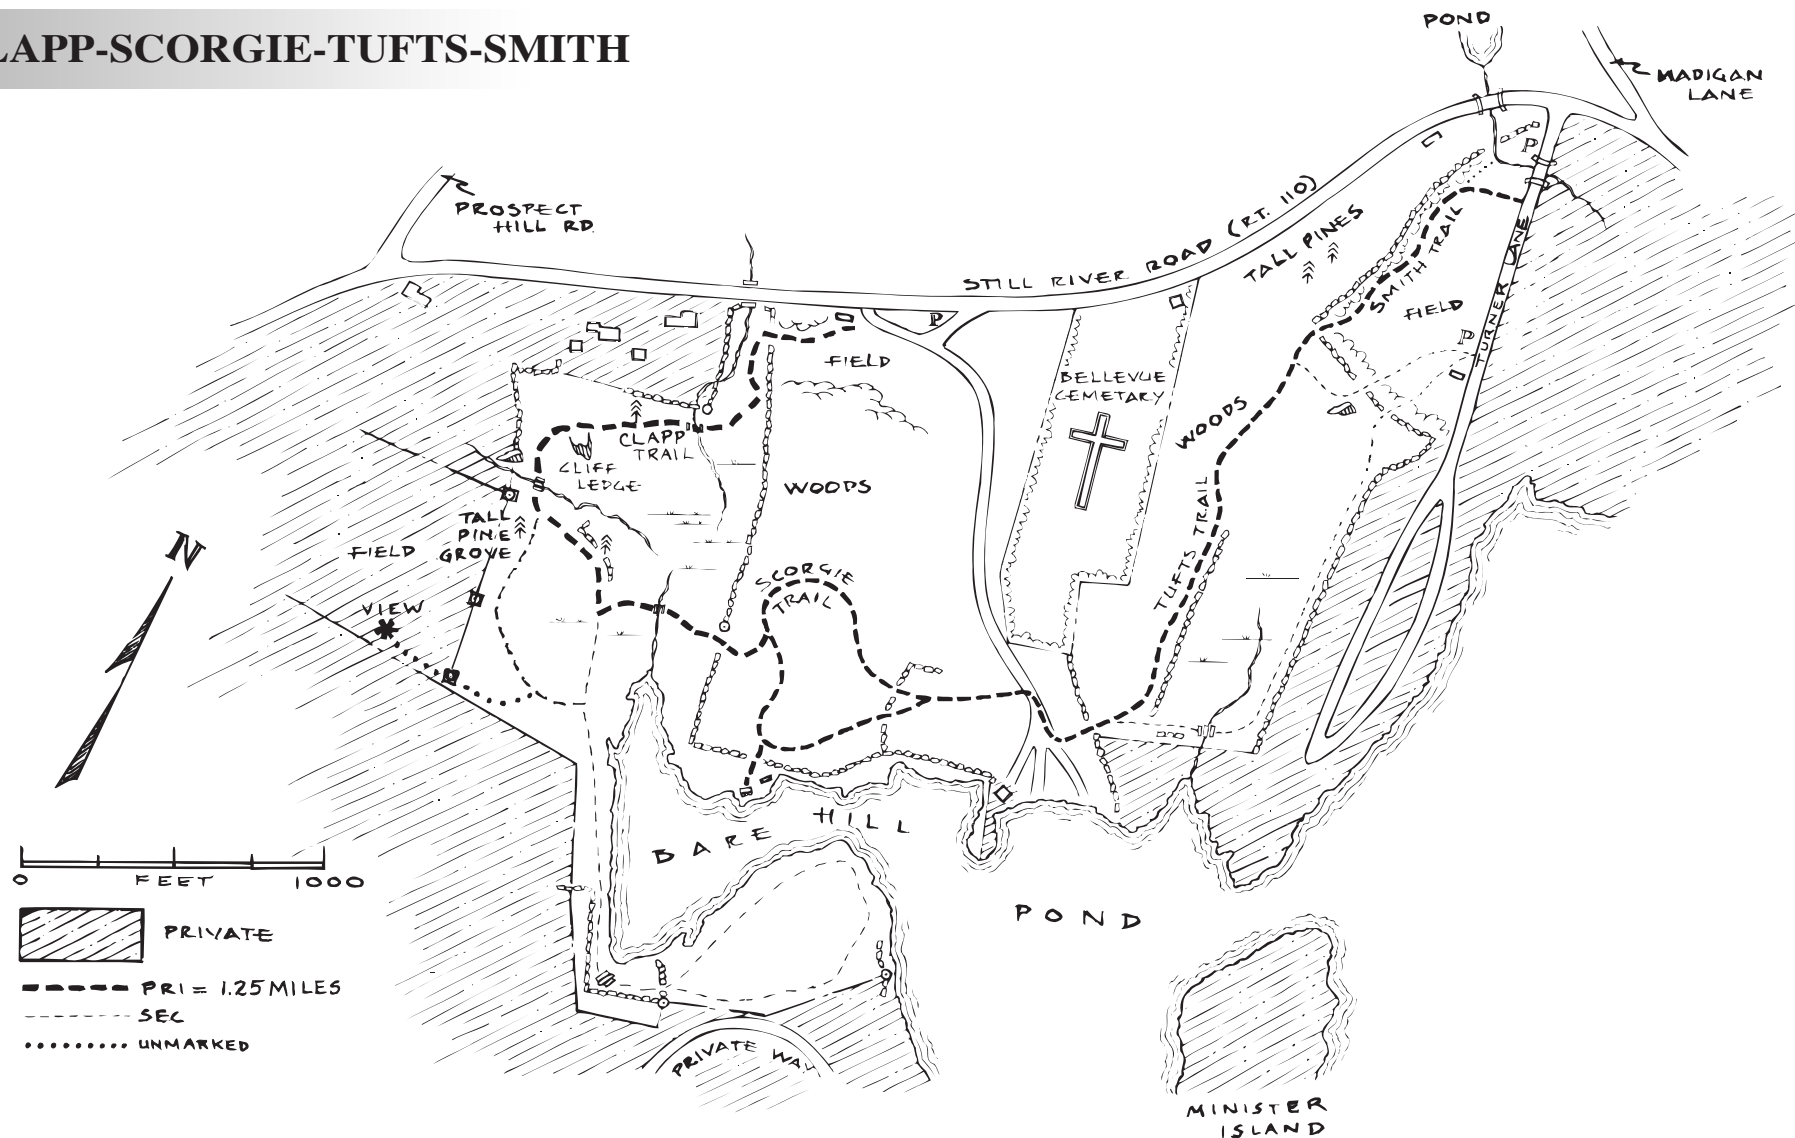 LAPP-SCORGIE-TUFTS-SMITH
POND
MADIGAN
LANE
PROSPECT
HILL RD.
STILL RIVER ROAD (RT. 110)
TALL PINES
P
SMITH TRAIL
FIELD
P
TURNER LANE
P
FIELD
BELLEVUE
CEMETARY
WOODS
CLAPP
TRAIL
CLIFF
LEDGE
WOODS
TALL
PINE
GROVE
FIELD
N
VIEW
SCORGIE
TRAIL
TUFTS TRAIL
BARE HILL
POND
0 FEET 1000
PRIVATE
PRI = 1.25 MILES
SEC
UNMARKED
PRIVATE WAY
MINISTER
ISLAND